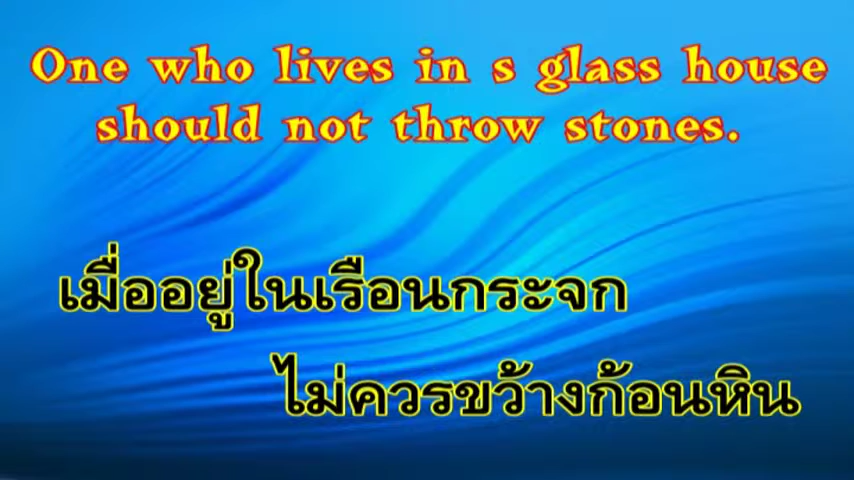 One who lives in s glass house
should not throw stones.
เมื่ออยู่ในเรือนกระจก
ไม่ควรขว้างก้อนหิน